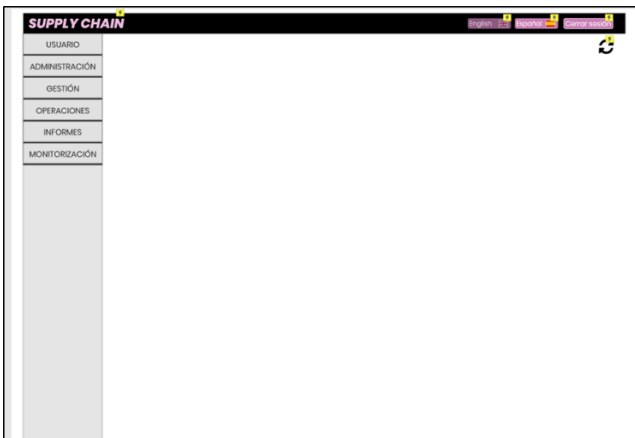 SUPPLY CHAIN
English Español Cerrar sesión
USUARIO
ADMINISTRACIÓN
GESTIÓN
OPERACIONES
INFORMES
MONITORIZACIÓN